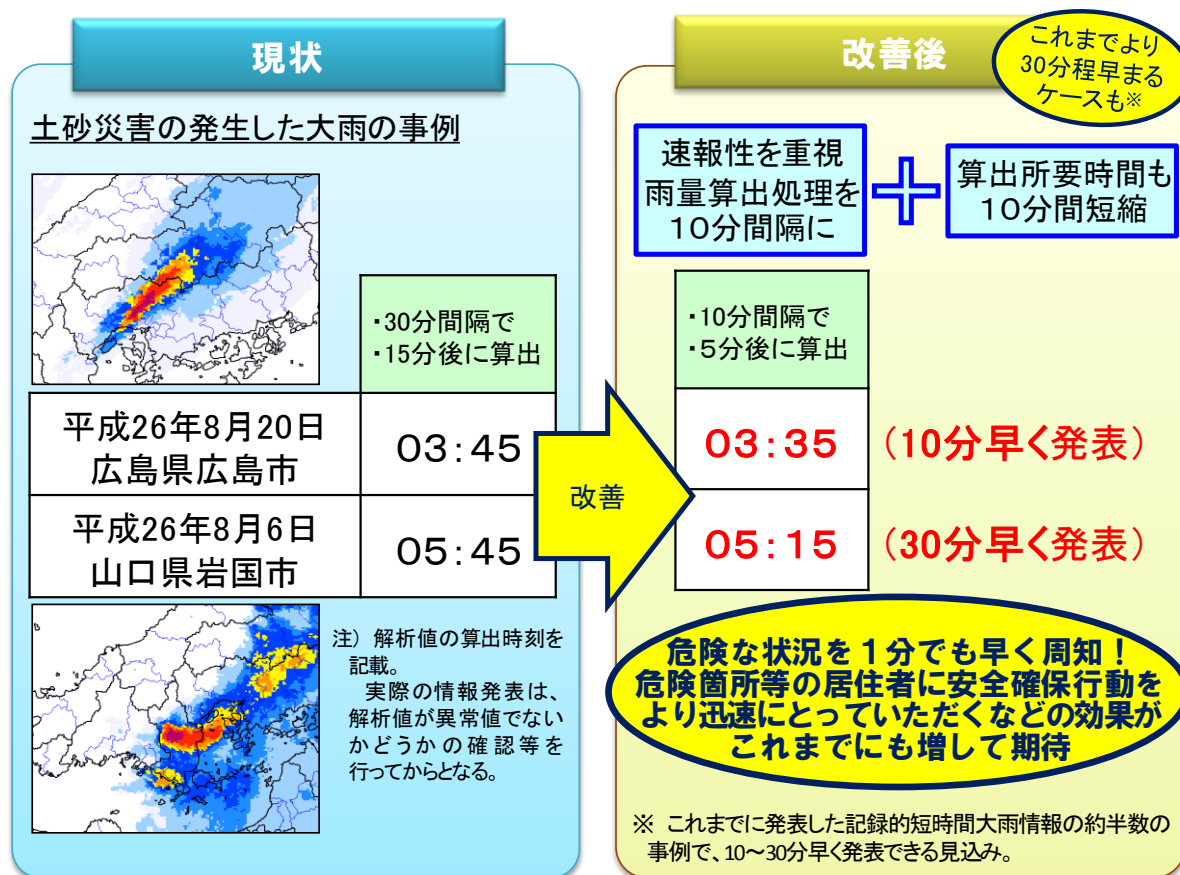 現状
土砂災害の発生した大雨の事例
・30分間隔で
・15分後に算出
平成26年8月20日
広島県広島市
03:45
平成26年8月6日
山口県岩国市
05:45
注） 解析値の算出時刻を
記載。
実際の情報発表は、
解析値が異常値でない
かどうかの確認等を
行ってからとなる。
改善
改善後
これまでより
30分程早まる
ケースも※
速報性を重視
雨量算出処理を
１０分間隔に
算出所要時間も
１０分間短縮
・10分間隔で
・５分後に算出
03:35
（10分早く発表）
05:15
（30分早く発表）
危険な状況を１分でも早く周知！
危険箇所等の居住者に安全確保行動を
より迅速にとっていただくなどの効果が
これまでにも増して期待
※ これまでに発表した記録的短時間大雨情報の約半数の
事例で、10～30分早く発表できる見込み。